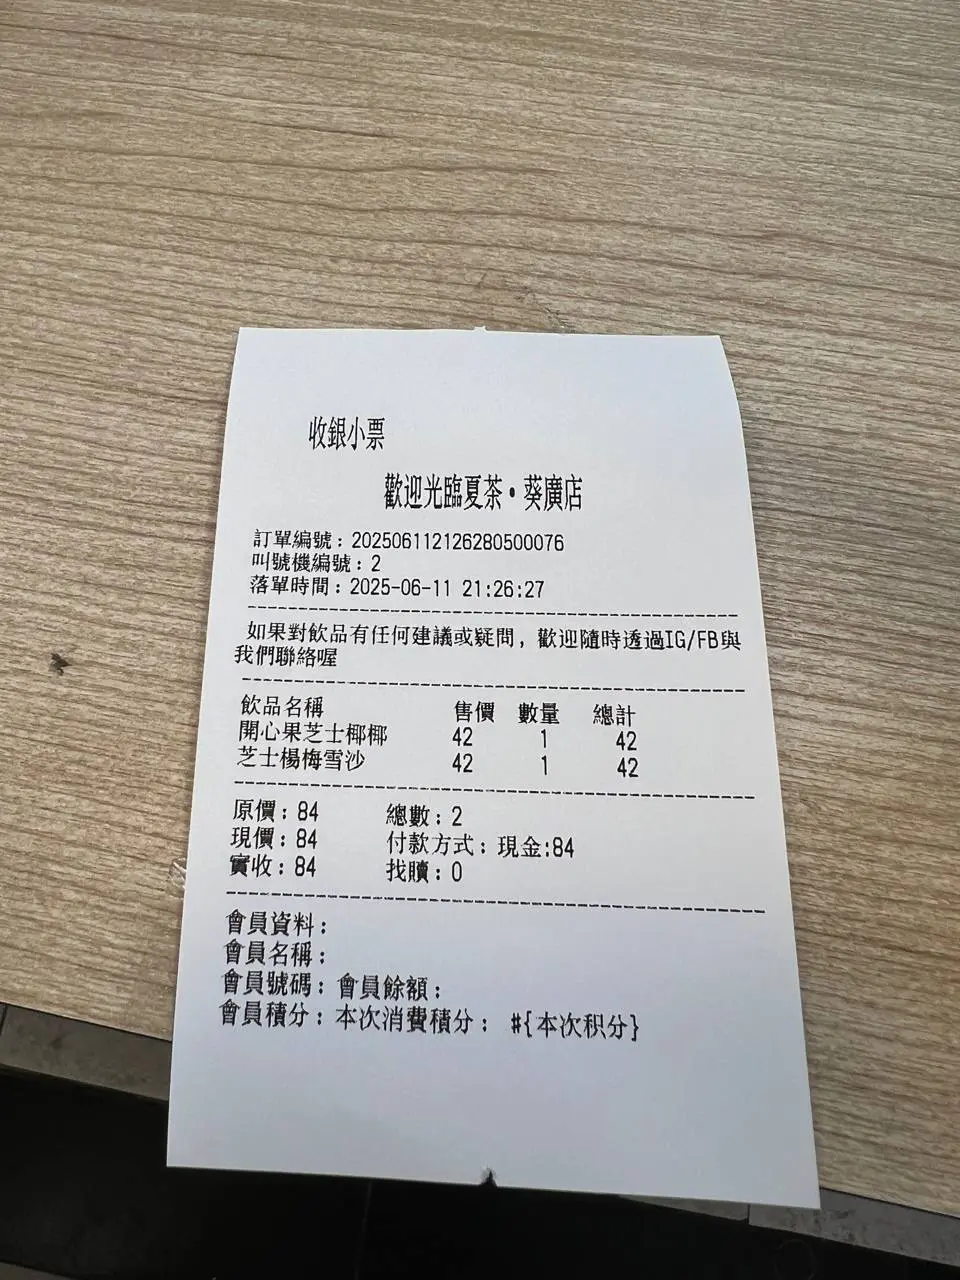 收銀小票
歡迎光臨夏茶•葵廣店
訂單編號：202506112126280500076
叫號機編號：2
落單時間：2025-06-11 21:26:27
如果對飲品有任何建議或疑問，歡迎隨時透過IG/FB與
我們聯絡喔
飲品名稱 售價 數量 總計
開心果芝士椰椰 42 1 42
芝士楊梅雪沙 42 1 42
原價：84 總數：2
現價：84 付款方式：現金:84
實收：84 找贖：0
會員資料：
會員名稱：
會員號碼：會員餘額：
會員積分：本次消費積分： #{本次积分}